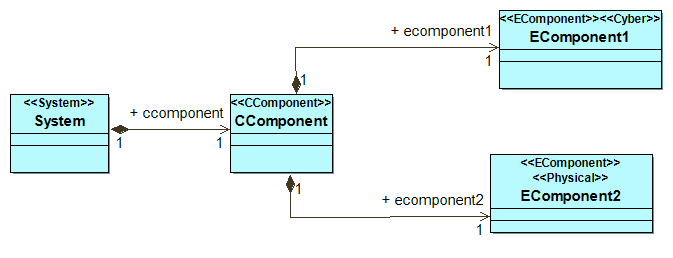 <<System>>
System
1
+ ccomponent
1
<<CComponent>>
CComponent
1
+ ecomponent1
1
<<EComponent>><<Cyber>>
EComponent1
1
+ ecomponent2
1
<<EComponent>>
<<Physical>>
EComponent2